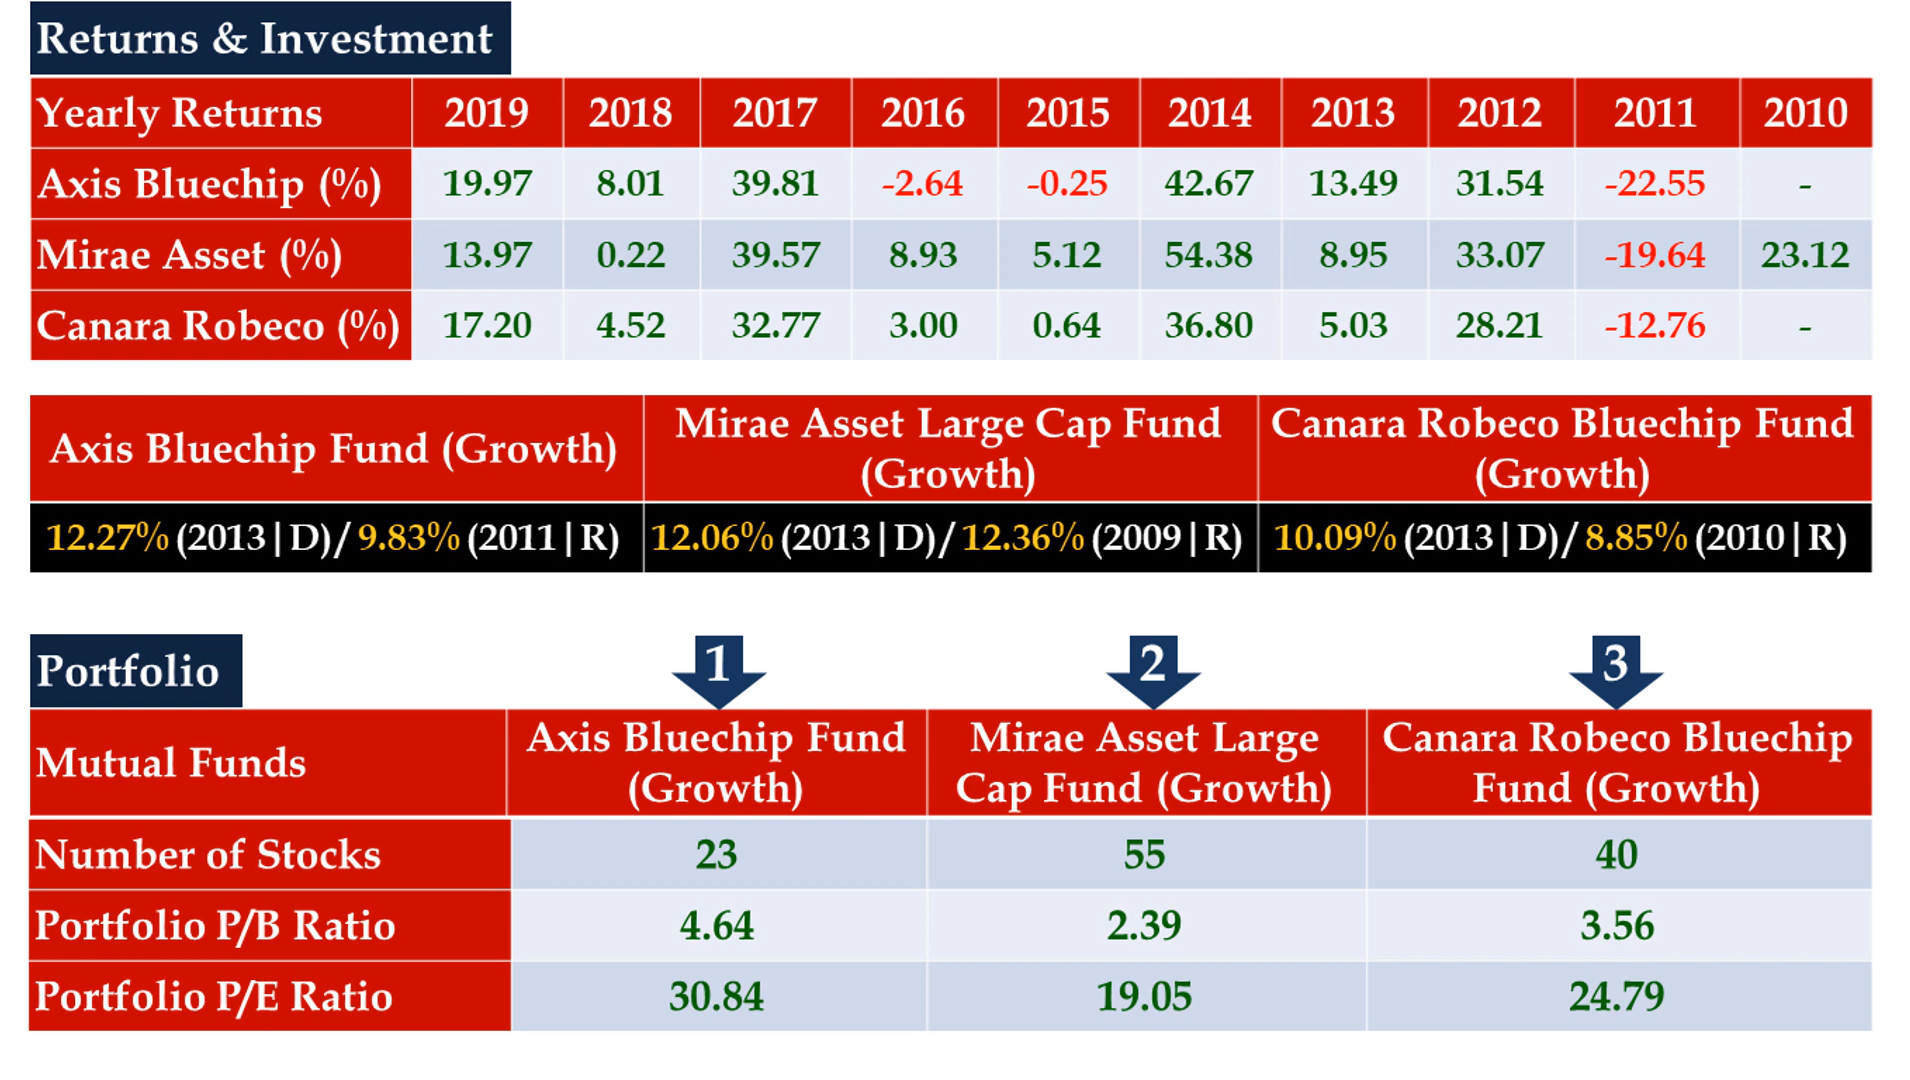 Returns & Investment
Yearly Returns 2019 2018 2017 2016 2015 2014 2013 2012 2011 2010
Axis Bluechip (%) 19.97 8.01 39.81 -2.64 -0.25 42.67 13.49 31.54 -22.55 -
Mirae Asset (%) 13.97 0.22 39.57 8.93 5.12 54.38 8.95 33.07 -19.64 23.12
Canara Robeco (%) 17.20 4.52 32.77 3.00 0.64 36.80 5.03 28.21 -12.76 -
Axis Bluechip Fund (Growth)
Mirae Asset Large Cap Fund
(Growth)
Canara Robeco Bluechip Fund
(Growth)
12.27% (2013|D)/ 9.83% (2011|R) 12.06% (2013|D)/ 12.36% (2009|R) 10.09% (2013|D)/ 8.85% (2010|R)
Portfolio
1 2 3
Mutual Funds
Axis Bluechip Fund
(Growth)
Mirae Asset Large
Cap Fund (Growth)
Canara Robeco Bluechip
Fund (Growth)
Number of Stocks 23 55 40
Portfolio P/B Ratio 4.64 2.39 3.56
Portfolio P/E Ratio 30.84 19.05 24.79